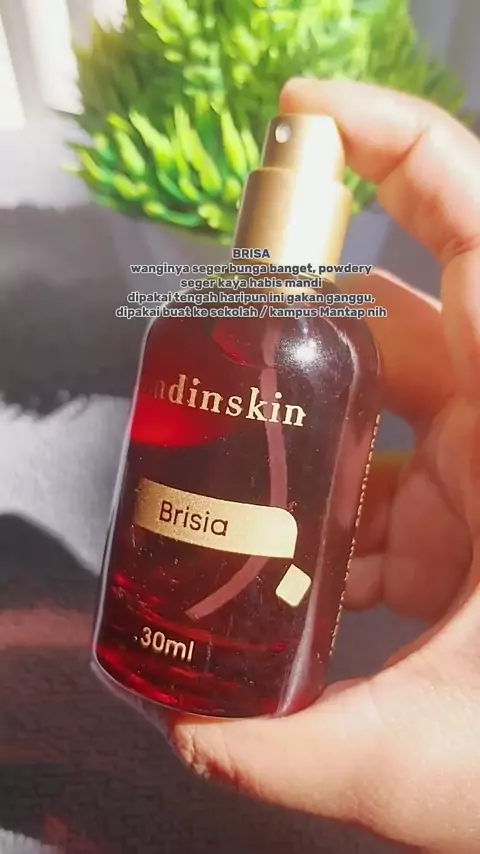 BRISA
wanginya seger bunga banget, powdery
seger kaya habis mandi
dipakai tengah haripun ini gakan ganggu,
dipakai buat ke sekolah / kampus Mantap nih
ndinskin
Brisia
30ml